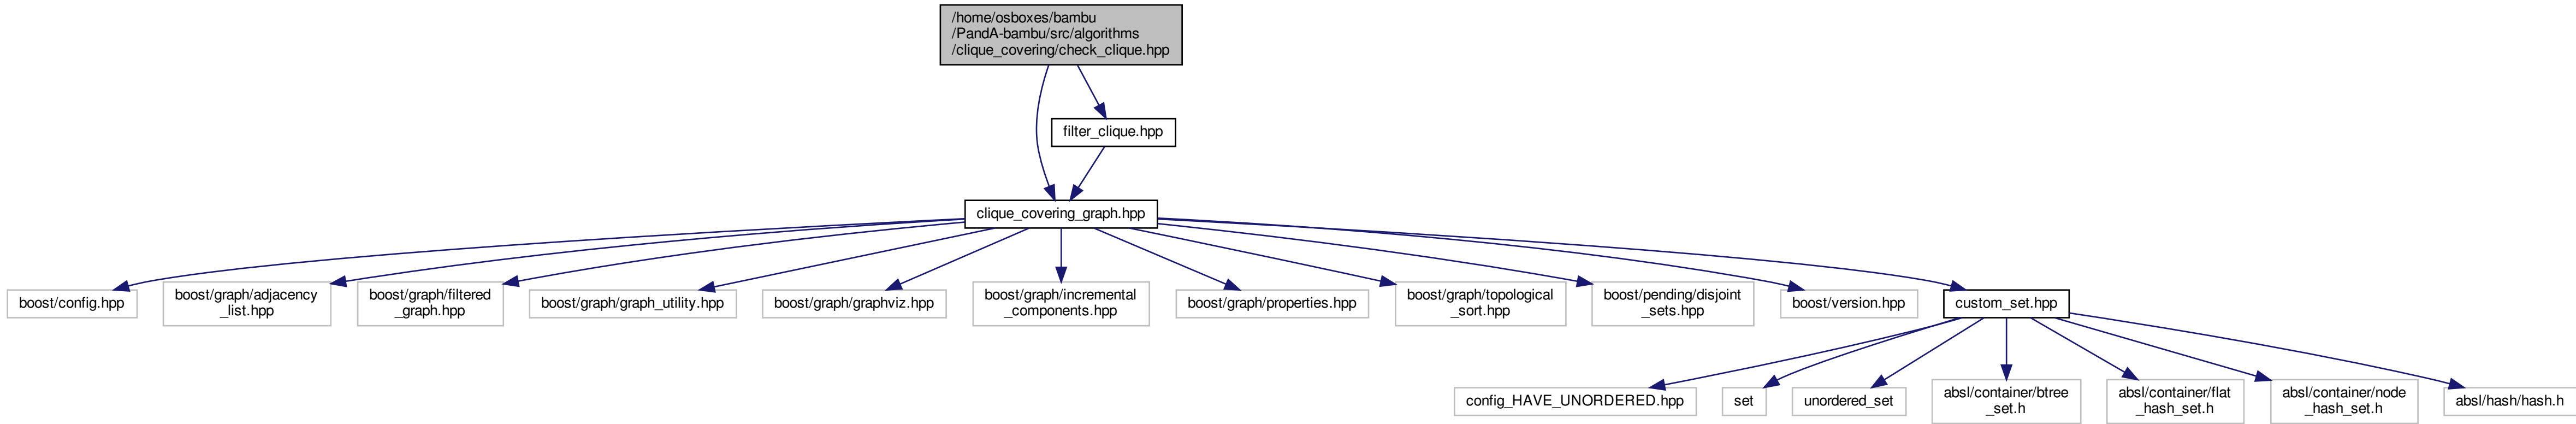 /home/osboxes/bambu
/PandA-bambu/src/algorithms
/clique_covering/check_clique.hpp
filter_clique.hpp
clique_covering_graph.hpp
boost/config.hpp
boost/graph/adjacency
_list.hpp
boost/graph/filtered
_graph.hpp
boost/graph/graph_utility.hpp
boost/graph/graphviz.hpp
boost/graph/incremental
_components.hpp
boost/graph/properties.hpp
boost/graph/topological
_sort.hpp
boost/pending/disjoint
_sets.hpp
boost/version.hpp
custom_set.hpp
config_HAVE_UNORDERED.hpp
set
unordered_set
absl/container/btree
_set.h
absl/container/flat
_hash_set.h
absl/container/node
_hash_set.h
absl/hash/hash.h